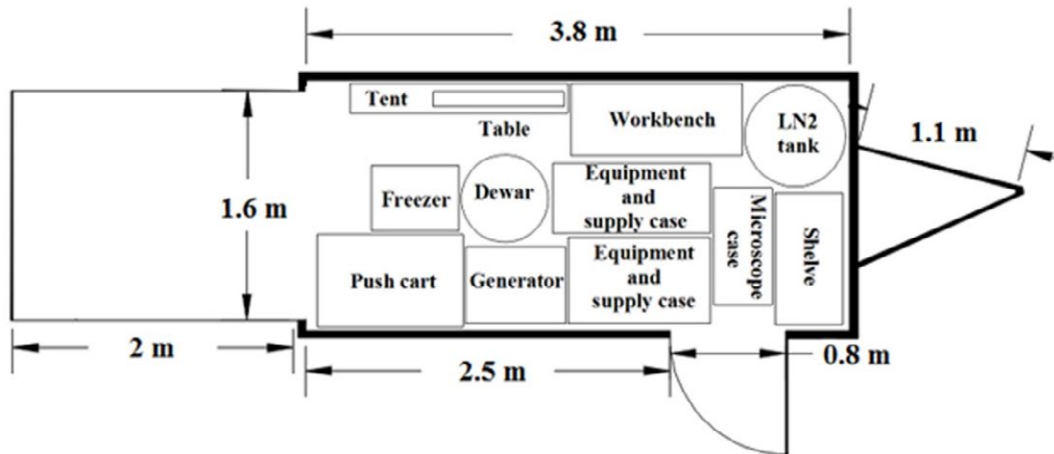 3.8 m
Tent
Table
Workbench
LN2
tank
1.1 m
1.6 m
Freezer
Dewar
Equipment
and
supply case
Microscope
case
Shelve
Push cart
Generator
Equipment
and
supply case
2 m
2.5 m
0.8 m